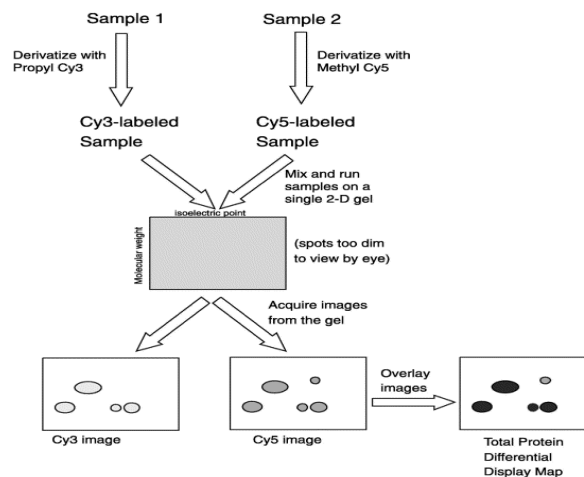 Sample 1
Sample 2
Derivatize with
Propyl Cy3
Derivatize with
Methyl Cy5
Cy3-labeled
Sample
Cy5-labeled
Sample
Mix and run
samples on a
single 2-D gel
isoelectric point
Molecular weight
(spots too dim
to view by eye)
Acquire images
from the gel
Overlay
images
Cy3 image
Cy5 image
Total Protein
Differential
Display Map